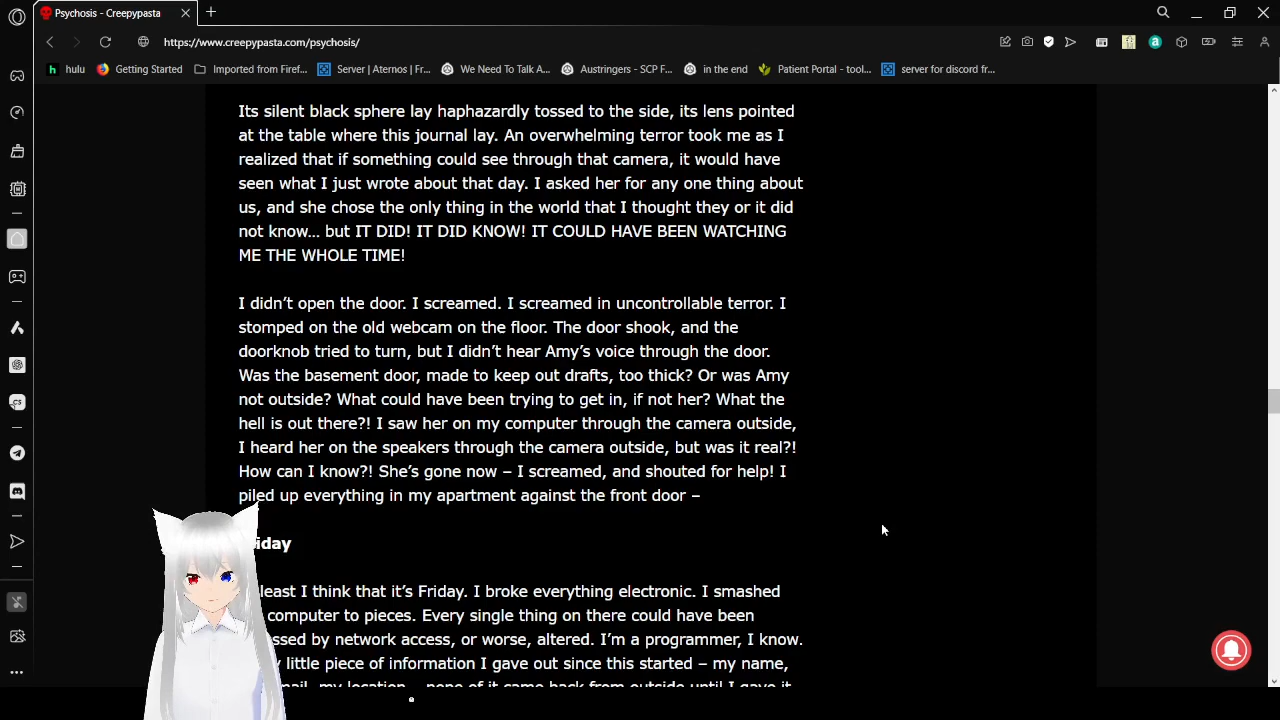 Psychosis - Creepypasta
https://www.creepypasta.com/psychosis/
hulu
Getting Started
Imported from Firef...
Server | Aternos | Fr...
We Need To Talk A...
Austringers - SCP F...
in the end
Patient Portal - tool...
server for discord fr...
Its silent black sphere lay haphazardly tossed to the side, its lens pointed
at the table where this journal lay. An overwhelming terror took me as I
realized that if something could see through that camera, it would have
seen what I just wrote about that day. I asked her for any one thing about
us, and she chose the only thing in the world that I thought they or it did
not know… but IT DID! IT DID KNOW! IT COULD HAVE BEEN WATCHING
ME THE WHOLE TIME!
I didn’t open the door. I screamed. I screamed in uncontrollable terror. I
stomped on the old webcam on the floor. The door shook, and the
doorknob tried to turn, but I didn’t hear Amy’s voice through the door.
Was the basement door, made to keep out drafts, too thick? Or was Amy
not outside? What could have been trying to get in, if not her? What the
hell is out there?! I saw her on my computer through the camera outside,
I heard her on the speakers through the camera outside, but was it real?!
How can I know?! She’s gone now – I screamed, and shouted for help! I
piled up everything in my apartment against the front door –
iday
least I think that it’s Friday. I broke everything electronic. I smashed
computer to pieces. Every single thing on there could have been
ssed by network access, or worse, altered. I’m a programmer, I know.
little piece of information I gave out since this started – my name,
mail, my location – none of it came back from outside until I gave it